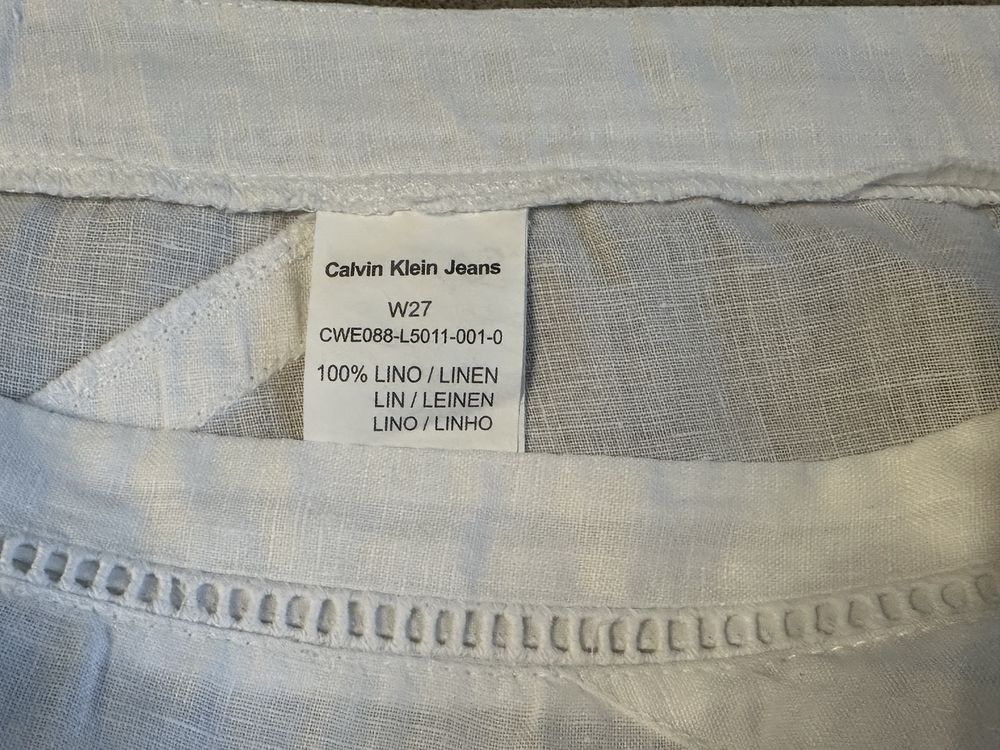 Calvin Klein Jeans
W27
CWE088-L5011-001-0
100% LINO / LINEN
LIN / LEINEN
LINO / LINHO